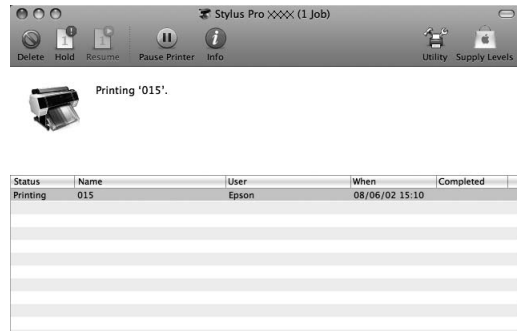 Stylus Pro XXXX (1 Job)
Delete Hold Resume Pause Printer Info Utility Supply Levels
Printing '015'.
Status Name User When Completed
Printing 015 Epson 08/06/02 15:10